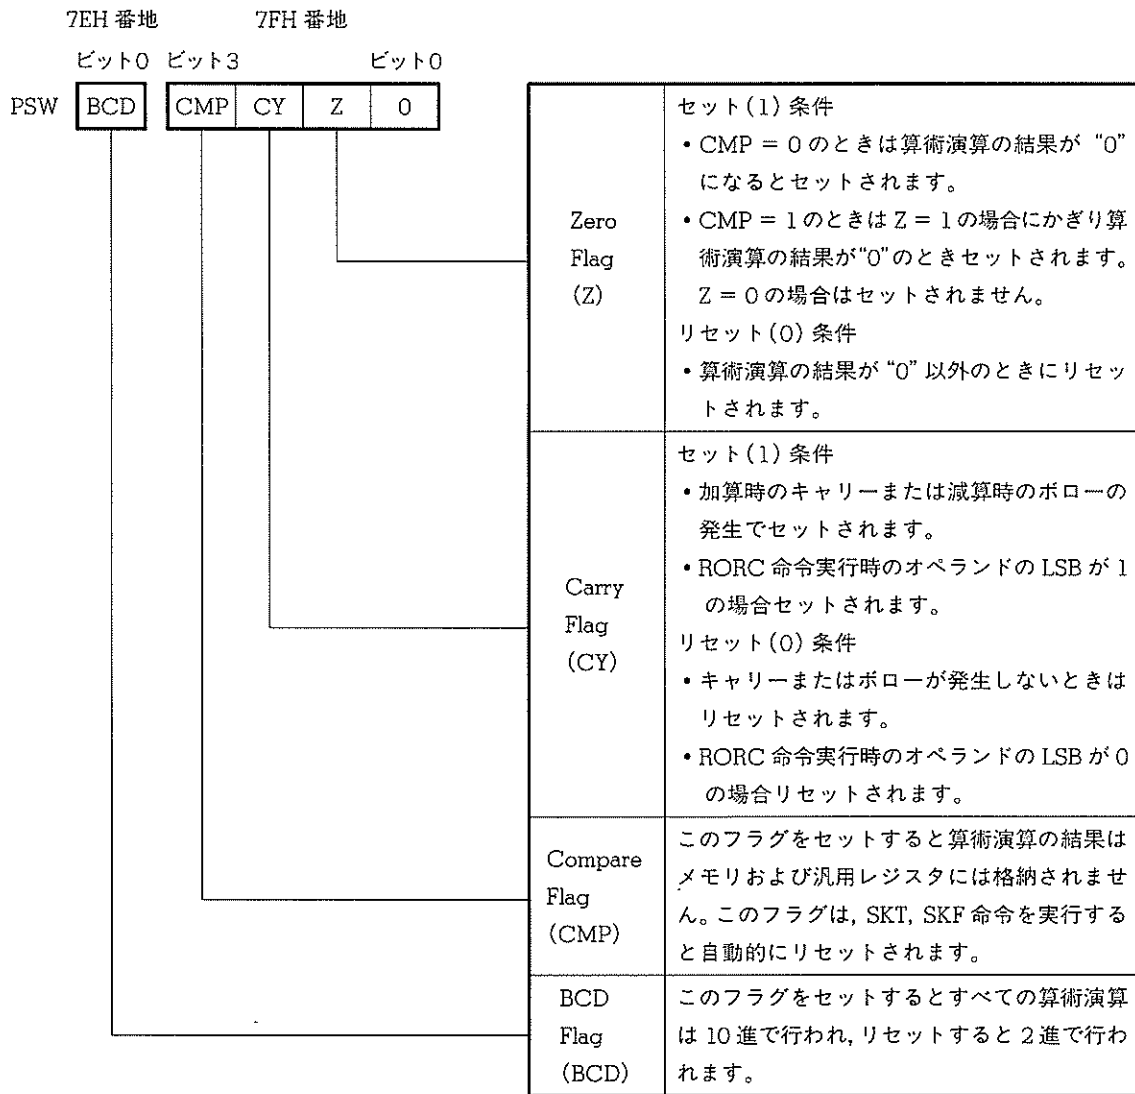 7EH 番地 7FH 番地
ビット0 ビット3 ビット0
PSW BCD CMP CY Z 0
Zero
Flag
(Z)
セット(1) 条件
• CMP = 0 のときは算術演算の結果が “0”
になるとセットされます。
• CMP = 1 のときは Z = 1 の場合にかぎり算
術演算の結果が“0”のときセットされます。
Z = 0 の場合はセットされません。
リセット(0) 条件
• 算術演算の結果が “0” 以外のときにリセッ
トされます。
Carry
Flag
(CY)
セット(1) 条件
• 加算時のキャリーまたは減算時のボローの
発生でセットされます。
• RORC 命令実行時のオペランドの LSB が 1
の場合セットされます。
リセット(0) 条件
• キャリーまたはボローが発生しないときは
リセットされます。
• RORC 命令実行時のオペランドの LSB が 0
の場合リセットされます。
Compare
Flag
(CMP)
このフラグをセットすると算術演算の結果は
メモリおよび汎用レジスタには格納されませ
ん。このフラグは, SKT, SKF 命令を実行する
と自動的にリセットされます。
BCD
Flag
(BCD)
このフラグをセットするとすべての算術演算
は 10 進で行われ, リセットすると 2 進で行わ
れます。